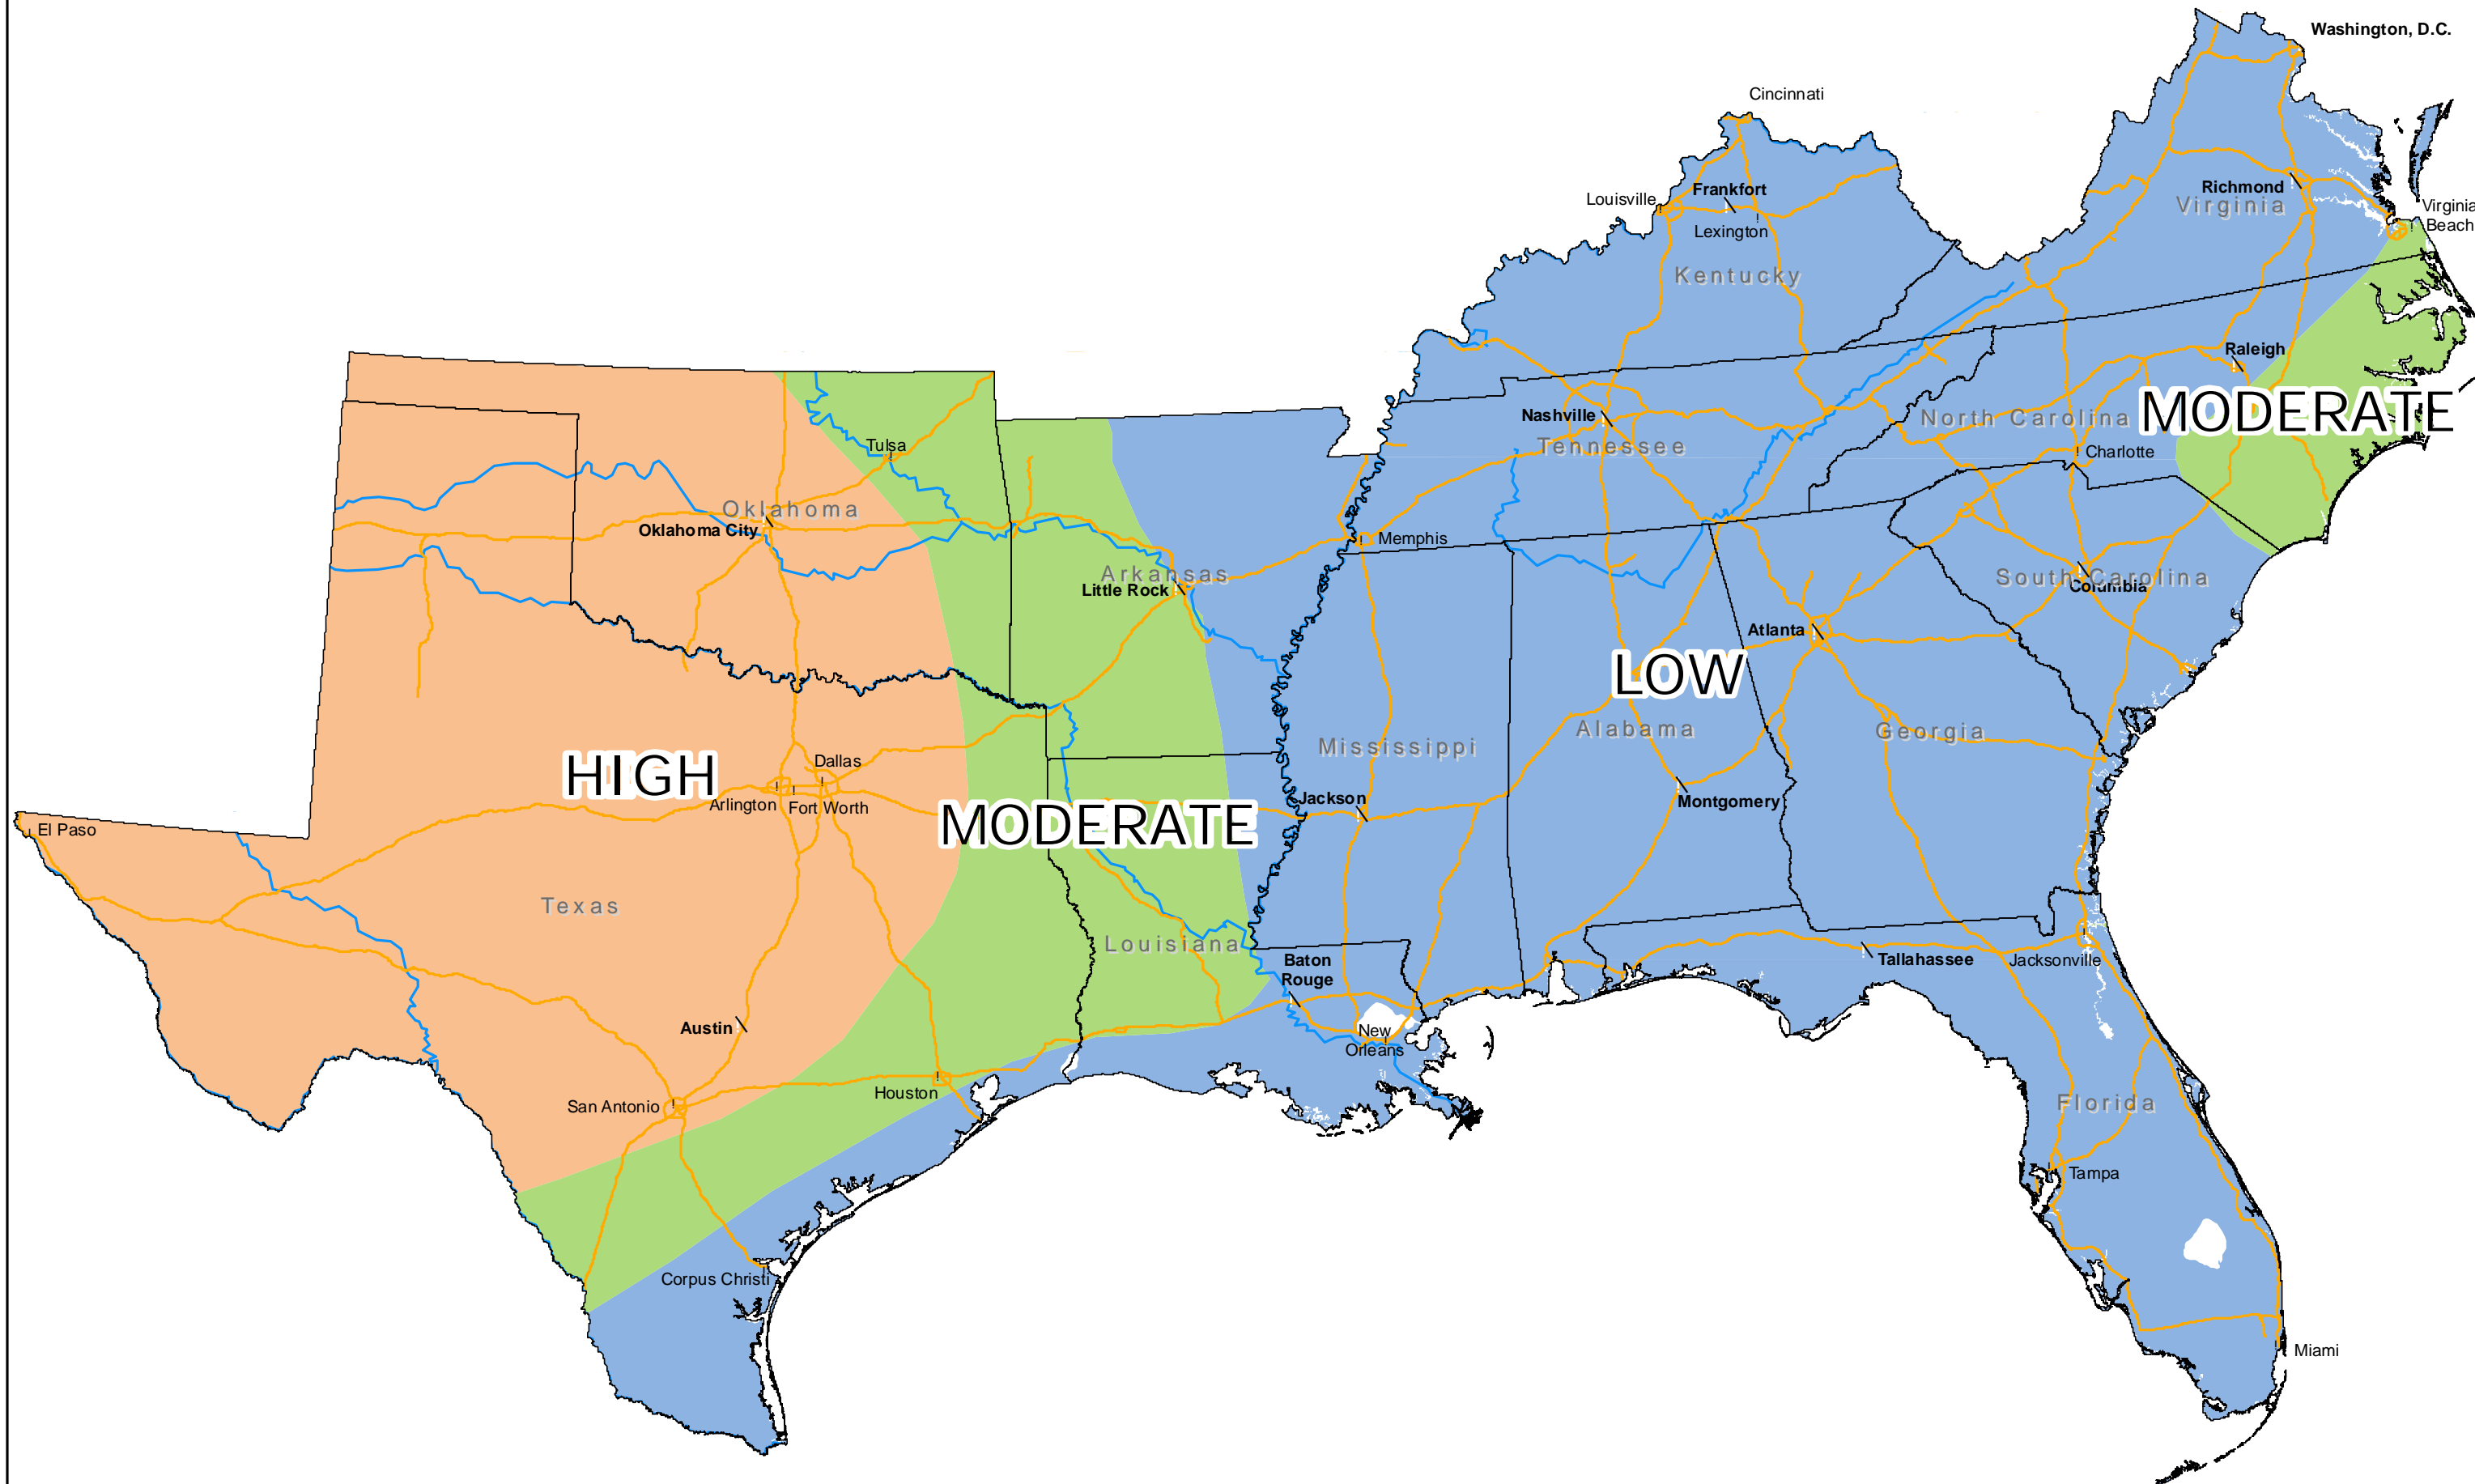 Washington, D.C.
Cincinnati
Louisville
Frankfort
Lexington
Kentucky
Richmond
Virginia
Virginia
Beach
Raleigh
Nashville
Tennessee
North Carolina
MODERATE
Charlotte
Tulsa
Oklahoma
Oklahoma City
Memphis
Arkansas
Little Rock
South Carolina
Columbia
Atlanta
LOW
Mississippi
Alabama
Georgia
HIGH
Dallas
Arlington
Fort Worth
MODERATE
Jackson
Montgomery
El Paso
Texas
Louisiana
Baton
Rouge
Tallahassee
Jacksonville
Austin
New
Orleans
Houston
San Antonio
Florida
Tampa
Corpus Christi
Miami